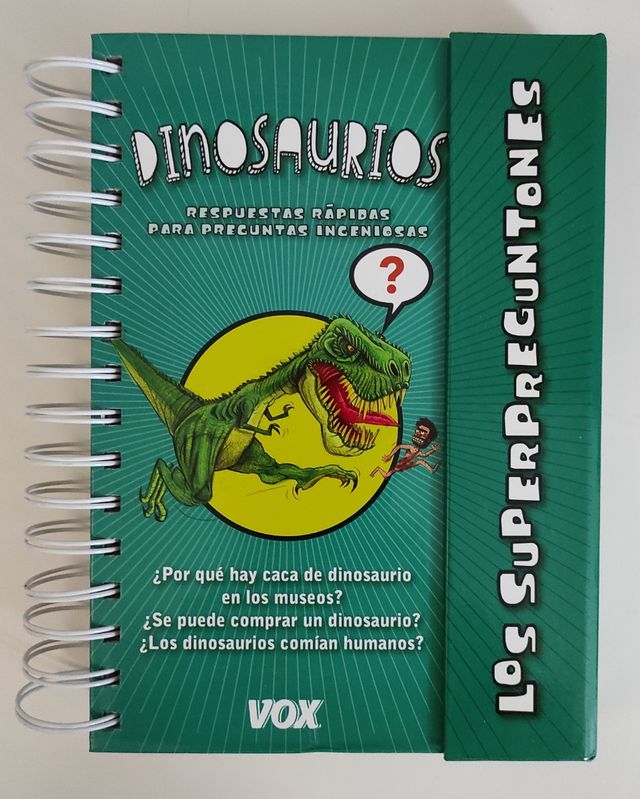 DINOSAURIOS
RESPUESTAS RÁPIDAS
PARA PREGUNTAS INGENIOSAS
?
¿Por qué hay caca de dinosaurio
en los museos?
¿Se puede comprar un dinosaurio?
¿Los dinosaurios comían humanos?
VOX
LOS SUPERPREGUNTONES